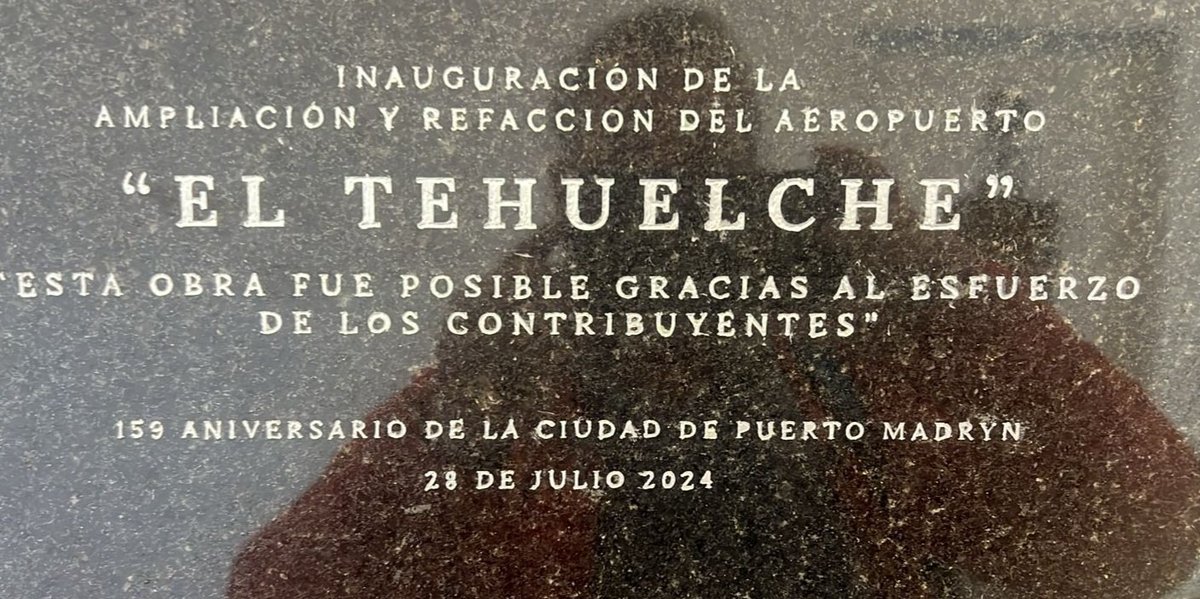 INAUGURACIÓN DE LA
AMPLIACIÓN Y REFACCIÓN DEL AEROPUERTO
“EL TEHUELCHE”
"ESTA OBRA FUE POSIBLE GRACIAS AL ESFUERZO
DE LOS CONTRIBUYENTES"
159 ANIVERSARIO DE LA CIUDAD DE PUERTO MADRYN
28 DE JULIO 2024